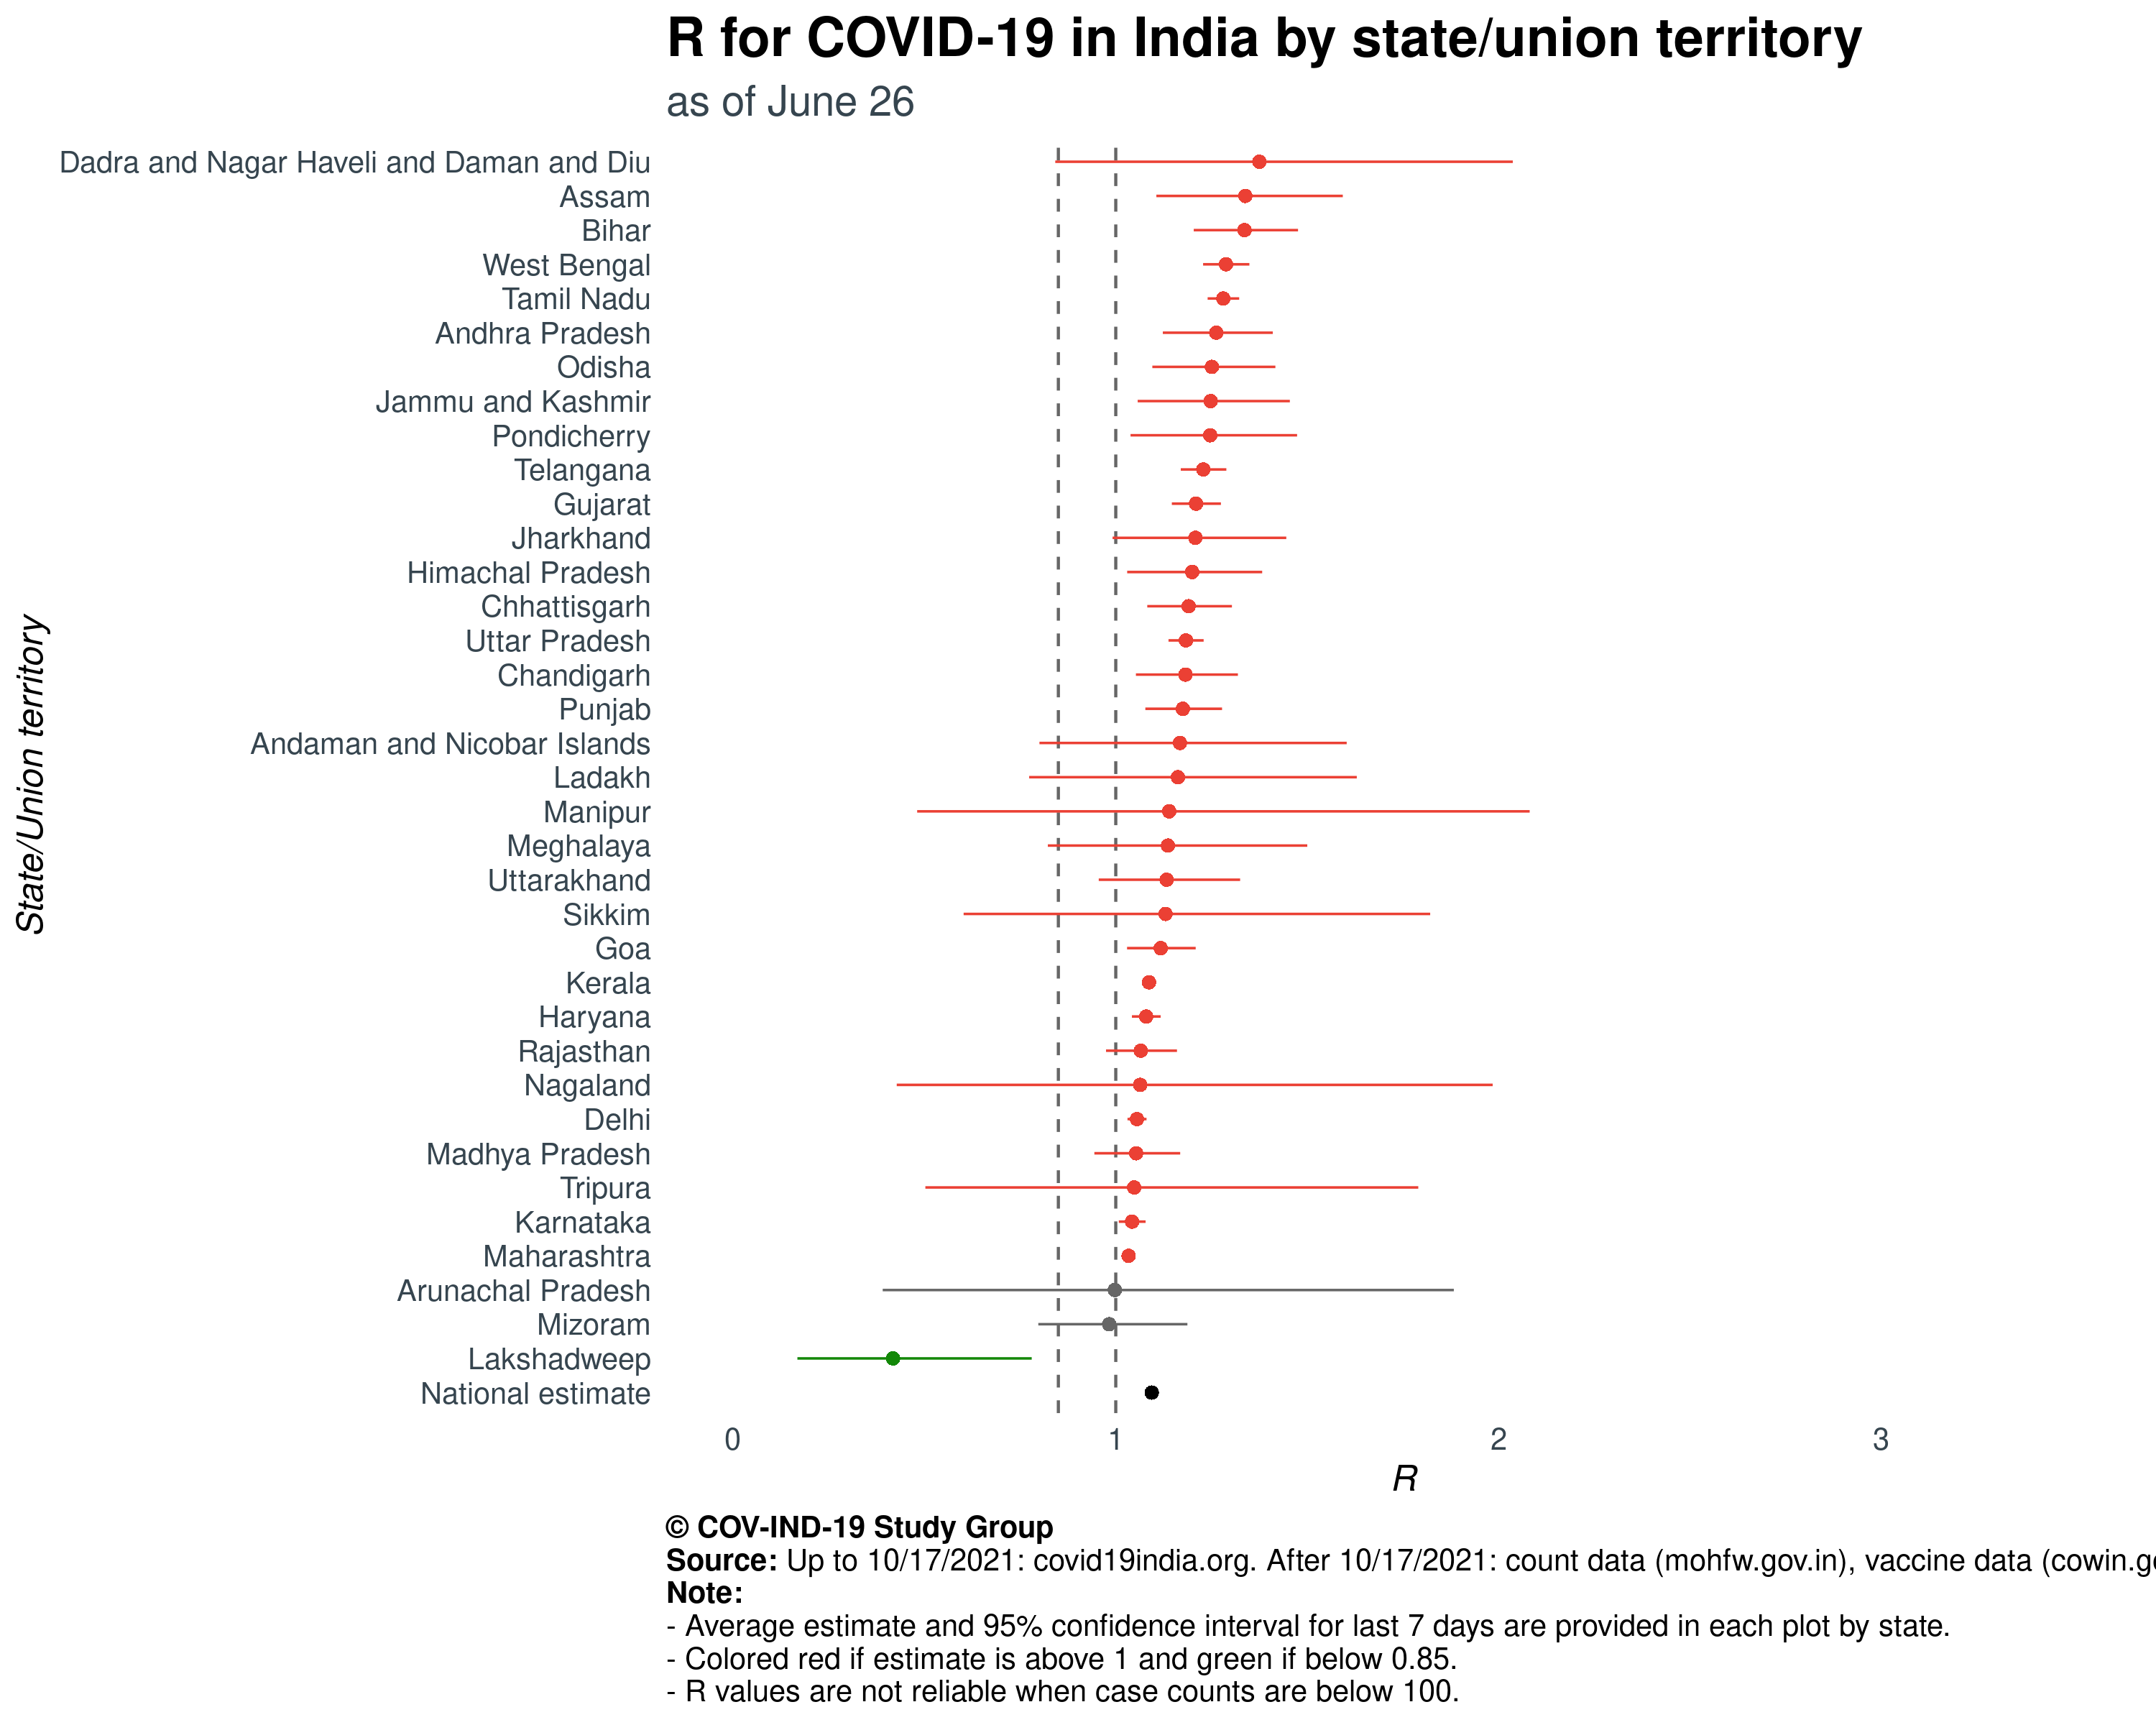 R for COVID-19 in India by state/union territory
as of June 26
Dadra and Nagar Haveli and Daman and Diu
Assam
Bihar
West Bengal
Tamil Nadu
Andhra Pradesh
Odisha
Jammu and Kashmir
Pondicherry
Telangana
Gujarat
Jharkhand
Himachal Pradesh
Chhattisgarh
Uttar Pradesh
Chandigarh
Punjab
Andaman and Nicobar Islands
Ladakh
Manipur
Meghalaya
Uttarakhand
Sikkim
Goa
Kerala
Haryana
Rajasthan
Nagaland
Delhi
Madhya Pradesh
Tripura
Karnataka
Maharashtra
Arunachal Pradesh
Mizoram
Lakshadweep
National estimate
State/Union territory
0 1 2 3
R
© COV-IND-19 Study Group
Source: Up to 10/17/2021: covid19india.org. After 10/17/2021: count data (mohfw.gov.in), vaccine data
Note:
- Average estimate and 95% confidence interval for last 7 days are provided in each plot by state.
- Colored red if estimate is above 1 and green if below 0.85.
- R values are not reliable when case counts are below 100.